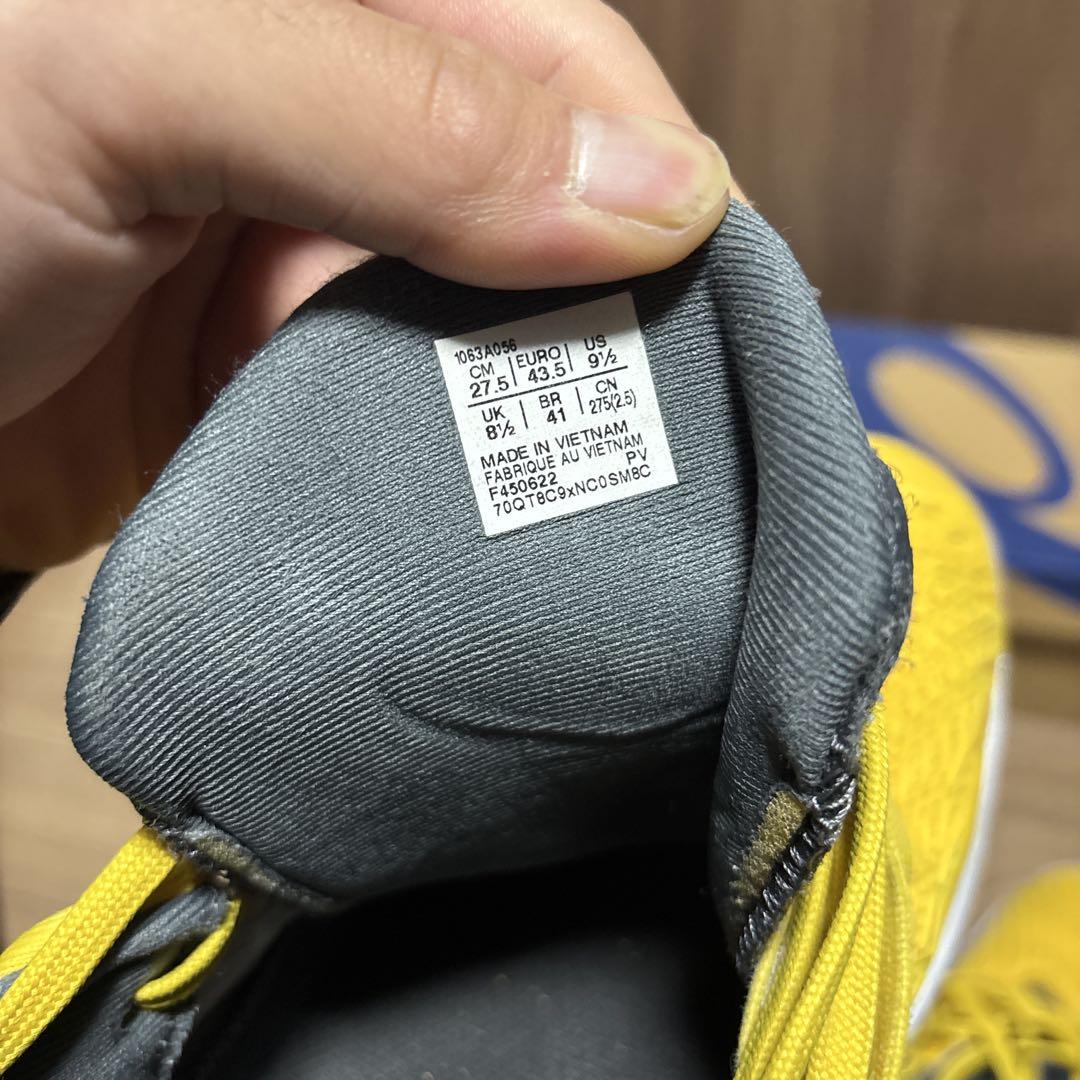 1063A056
CM 27.5 | EURO 43.5 | US 9½
UK 8½ | BR 41 | CN 275(2.5)
MADE IN VIETNAM
FABRIQUE AU VIETNAM
F450622 PV
70QT8C9xNC0SM8C